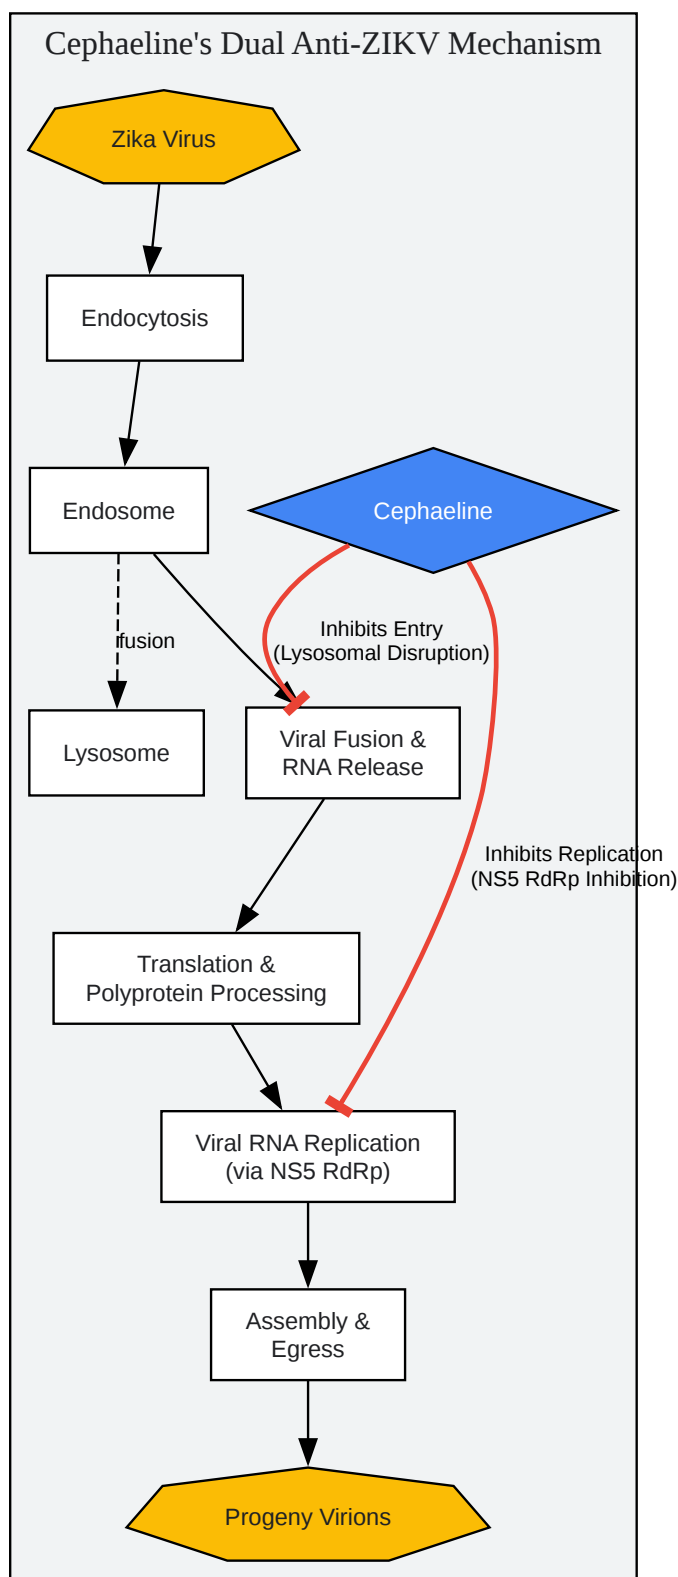 Cephaeline's Dual Anti-ZIKV Mechanism
Zika Virus
Endocytosis
Endosome
Cephaeline
fusion
Inhibits Entry
(Lysosomal Disruption)
Lysosome
Viral Fusion &
RNA Release
Inhibits Replication
(NS5 RdRp Inhibition)
Translation &
Polyprotein Processing
Viral RNA Replication
(via NS5 RdRp)
Assembly &
Egress
Progeny Virions